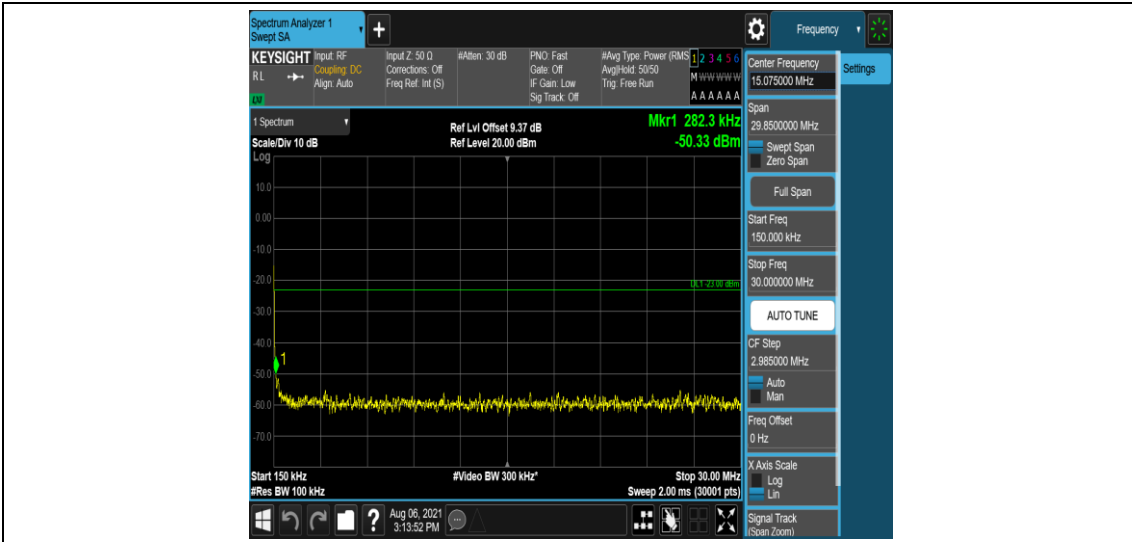 Spectrum Analyzer 1
Swept SA
+
Frequency
KEYSIGHT
RL
LXI
Input: RF
Coupling: DC
Align: Auto
Input Z: 50 Ω
Corrections: Off
Freq Ref: Int (S)
#Atten: 30 dB
PNO: Fast
Gate: Off
IF Gain: Low
Sig Track: Off
#Avg Type: Power (RMS
Avg|Hold: 50/50
Trig: Free Run
1 2 3 4 5 6
M W W W W W
A A A A A A
1 Spectrum
Scale/Div 10 dB
Log
Ref Lvl Offset 9.37 dB
Ref Level 20.00 dBm
Mkr1 282.3 kHz
-50.33 dBm
10.0
0.00
-10.0
-20.0
DL1 -23.00 dBm
-30.0
-40.0
1
-50.0
-60.0
-70.0
Start 150 kHz
#Res BW 100 kHz
#Video BW 300 kHz*
Stop 30.00 MHz
Sweep 2.00 ms (30001 pts)
Center Frequency
15.075000 MHz
Settings
Span
29.8500000 MHz
Swept Span
Zero Span
Full Span
Start Freq
150.000 kHz
Stop Freq
30.000000 MHz
AUTO TUNE
CF Step
2.985000 MHz
Auto
Man
Freq Offset
0 Hz
X Axis Scale
Log
Lin
Signal Track
(Span Zoom)
?
Aug 06, 2021
3:13:52 PM